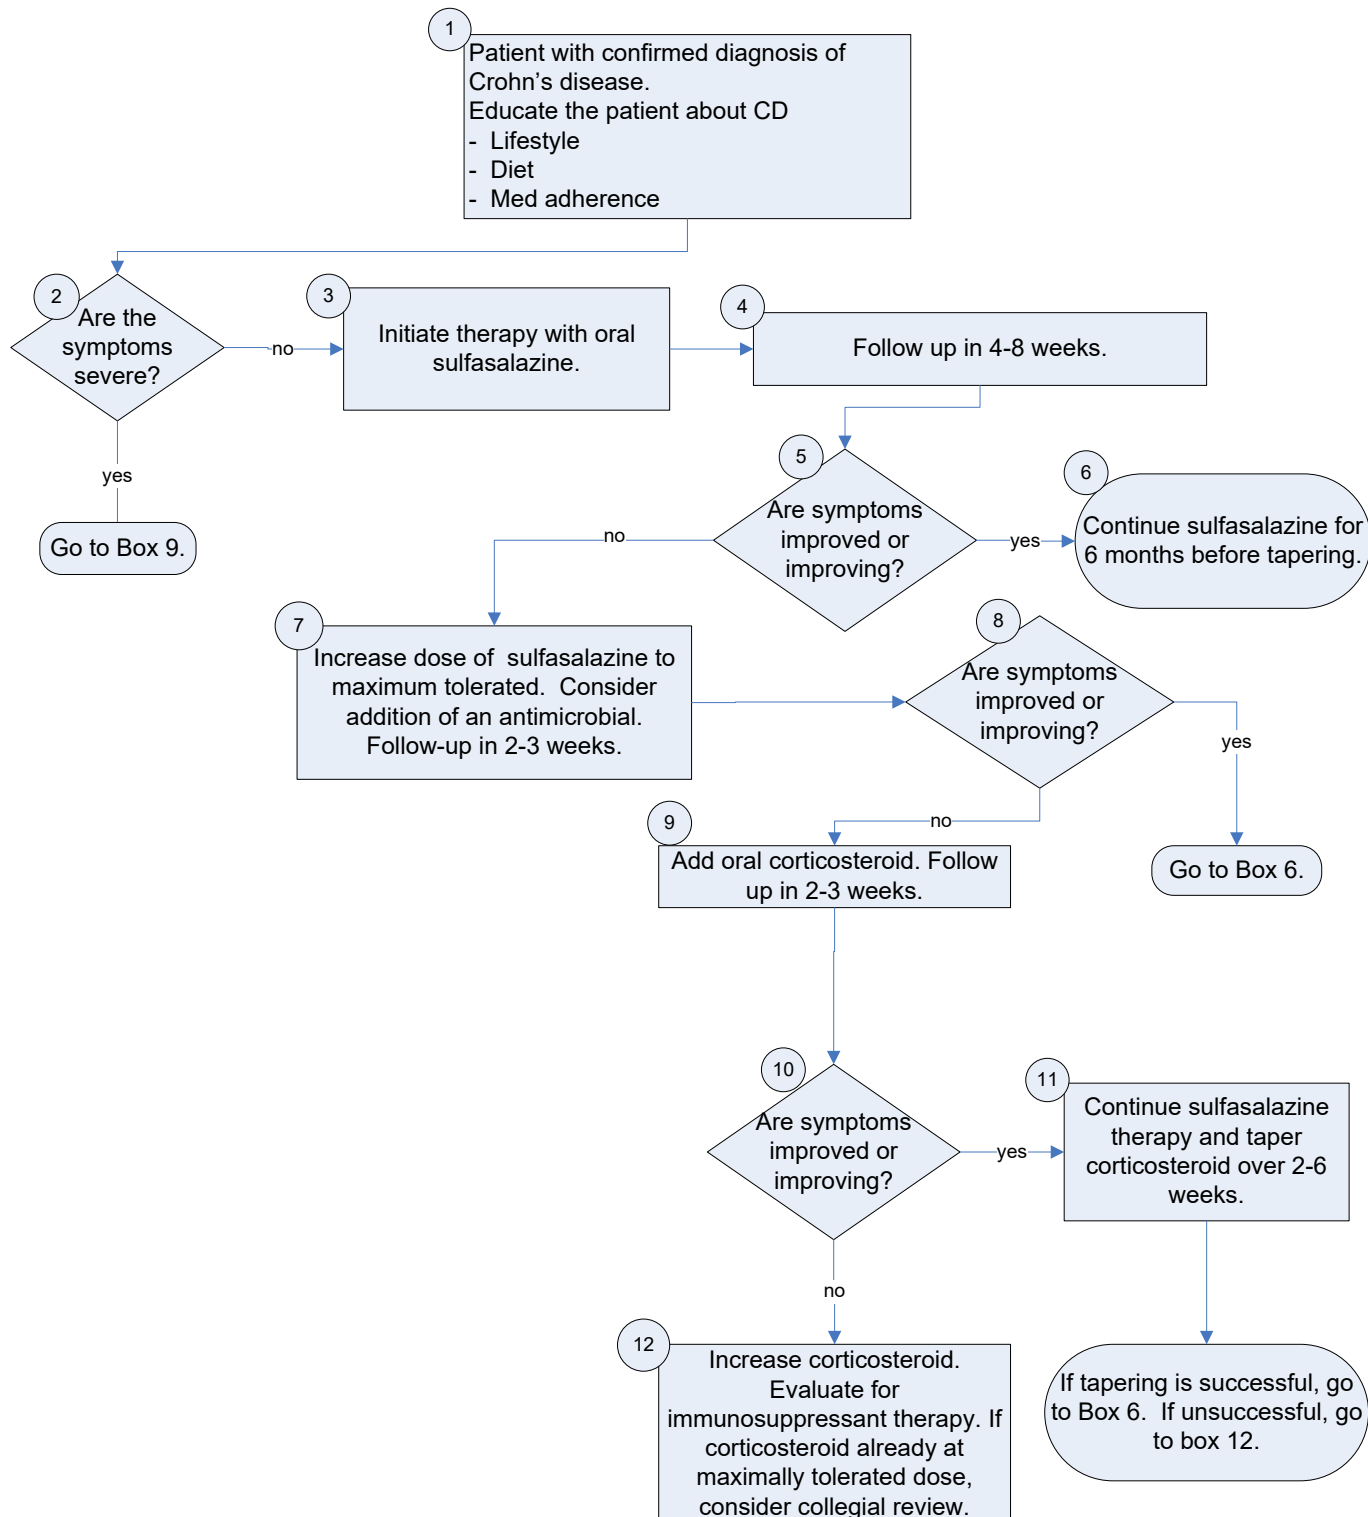 1
Patient with confirmed diagnosis of
Crohn's disease.
Educate the patient about CD
- Lifestyle
- Diet
- Med adherence
2
Are the
symptoms
severe?
no
3
Initiate therapy with oral
sulfasalazine.
4
Follow up in 4-8 weeks.
yes
Go to Box 9.
5
Are symptoms
improved or
improving?
no
yes
6
Continue sulfasalazine for
6 months before tapering.
7
Increase dose of sulfasalazine to
maximum tolerated. Consider
addition of an antimicrobial.
Follow-up in 2-3 weeks.
8
Are symptoms
improved or
improving?
yes
no
Go to Box 6.
9
Add oral corticosteroid. Follow
up in 2-3 weeks.
10
Are symptoms
improved or
improving?
yes
11
Continue sulfasalazine
therapy and taper
corticosteroid over 2-6
weeks.
no
12
Increase corticosteroid.
Evaluate for
immunosuppressant therapy. If
corticosteroid already at
maximally tolerated dose,
consider collegial review.
If tapering is successful, go
to Box 6. If unsuccessful, go
to box 12.